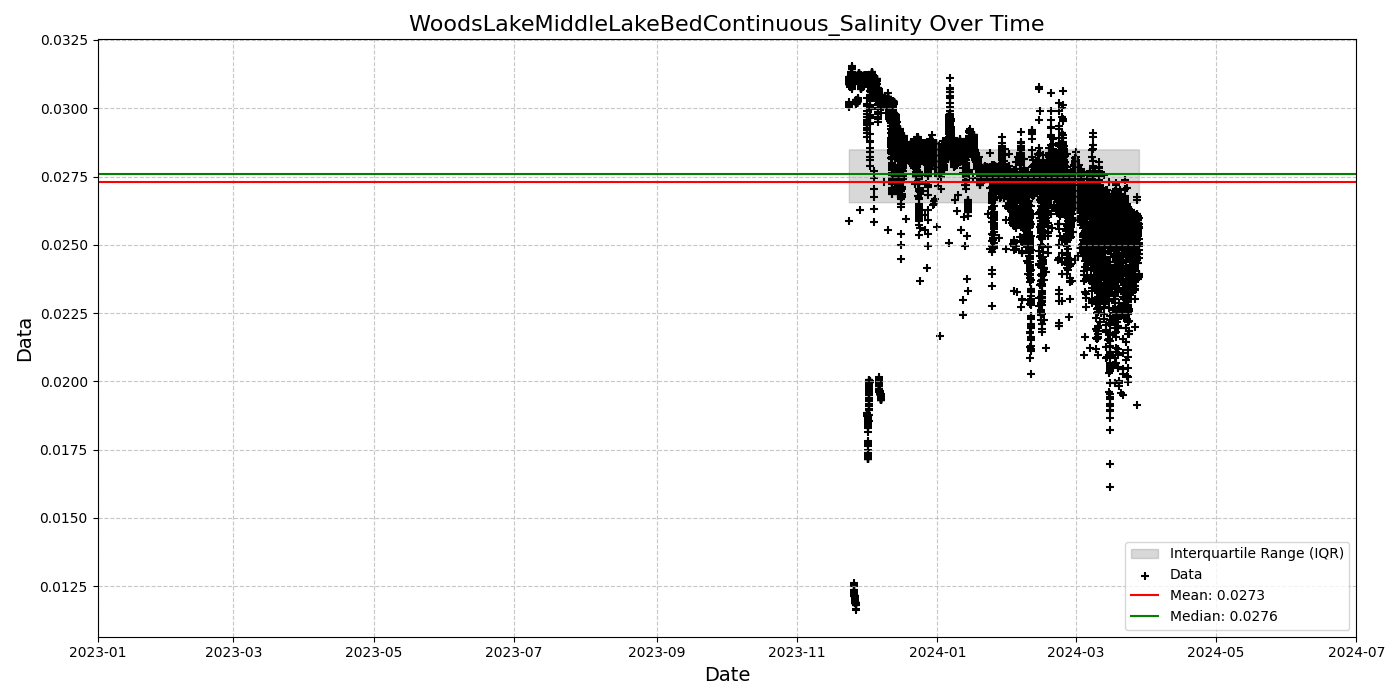 WoodsLakeMiddleLakeBedContinuous_Salinity Over Time
0.0325
0.0300
0.0275
0.0250
0.0225
0.0200
0.0175
0.0150
0.0125
Data
Interquartile Range (IQR)
Data
Mean: 0.0273
Median: 0.0276
2023-01
2023-03
2023-05
2023-07
2023-09
2023-11
2024-01
2024-03
2024-05
2024-07
Date